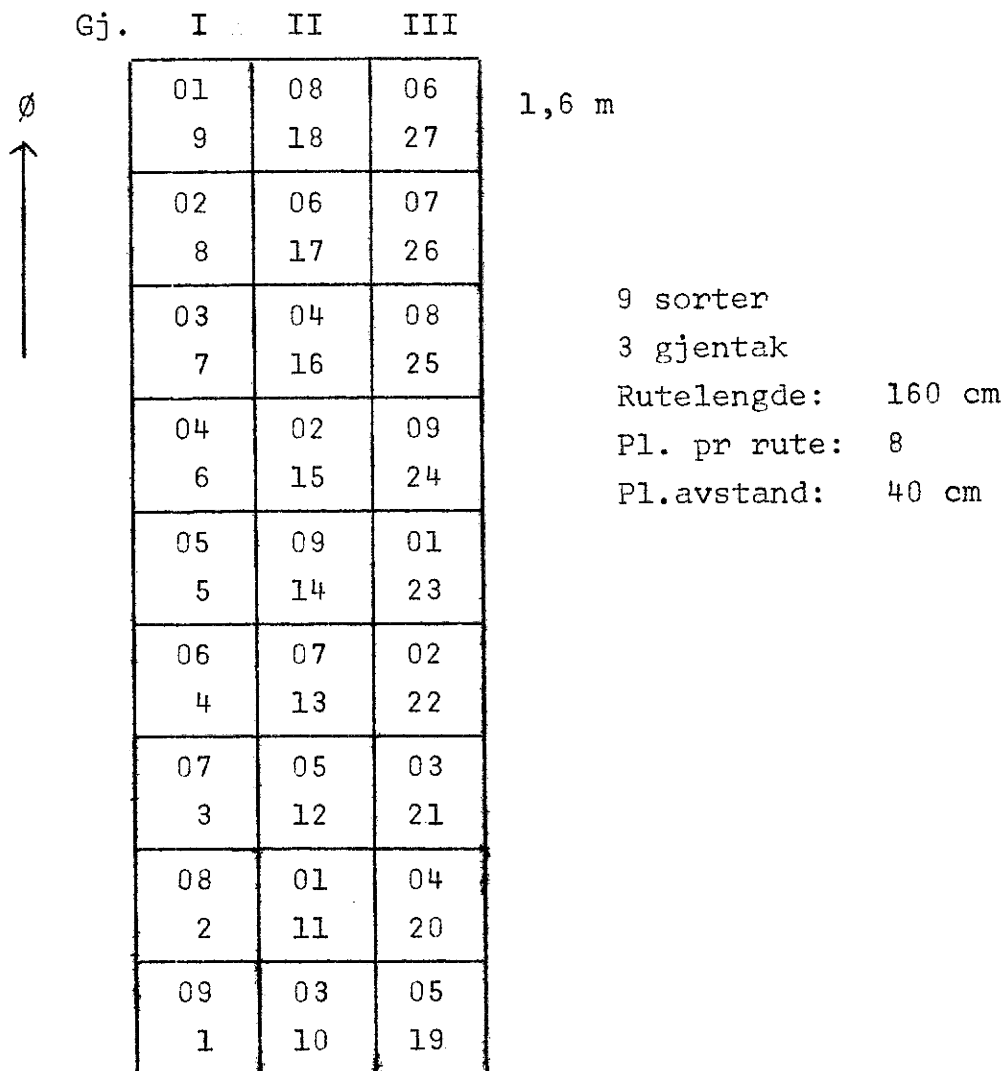 Gj. I II III
Ø
01 08 06 1,6 m
9 18 27
02 06 07
8 17 26
9 sorter
03 04 08
3 gjentak
7 16 25
Rutelengde: 160 cm
04 02 09
Pl. pr rute: 8
6 15 24
Pl.avstand: 40 cm
05 09 01
5 14 23
06 07 02
4 13 22
07 05 03
3 12 21
08 01 04
2 11 20
09 03 05
1 10 19